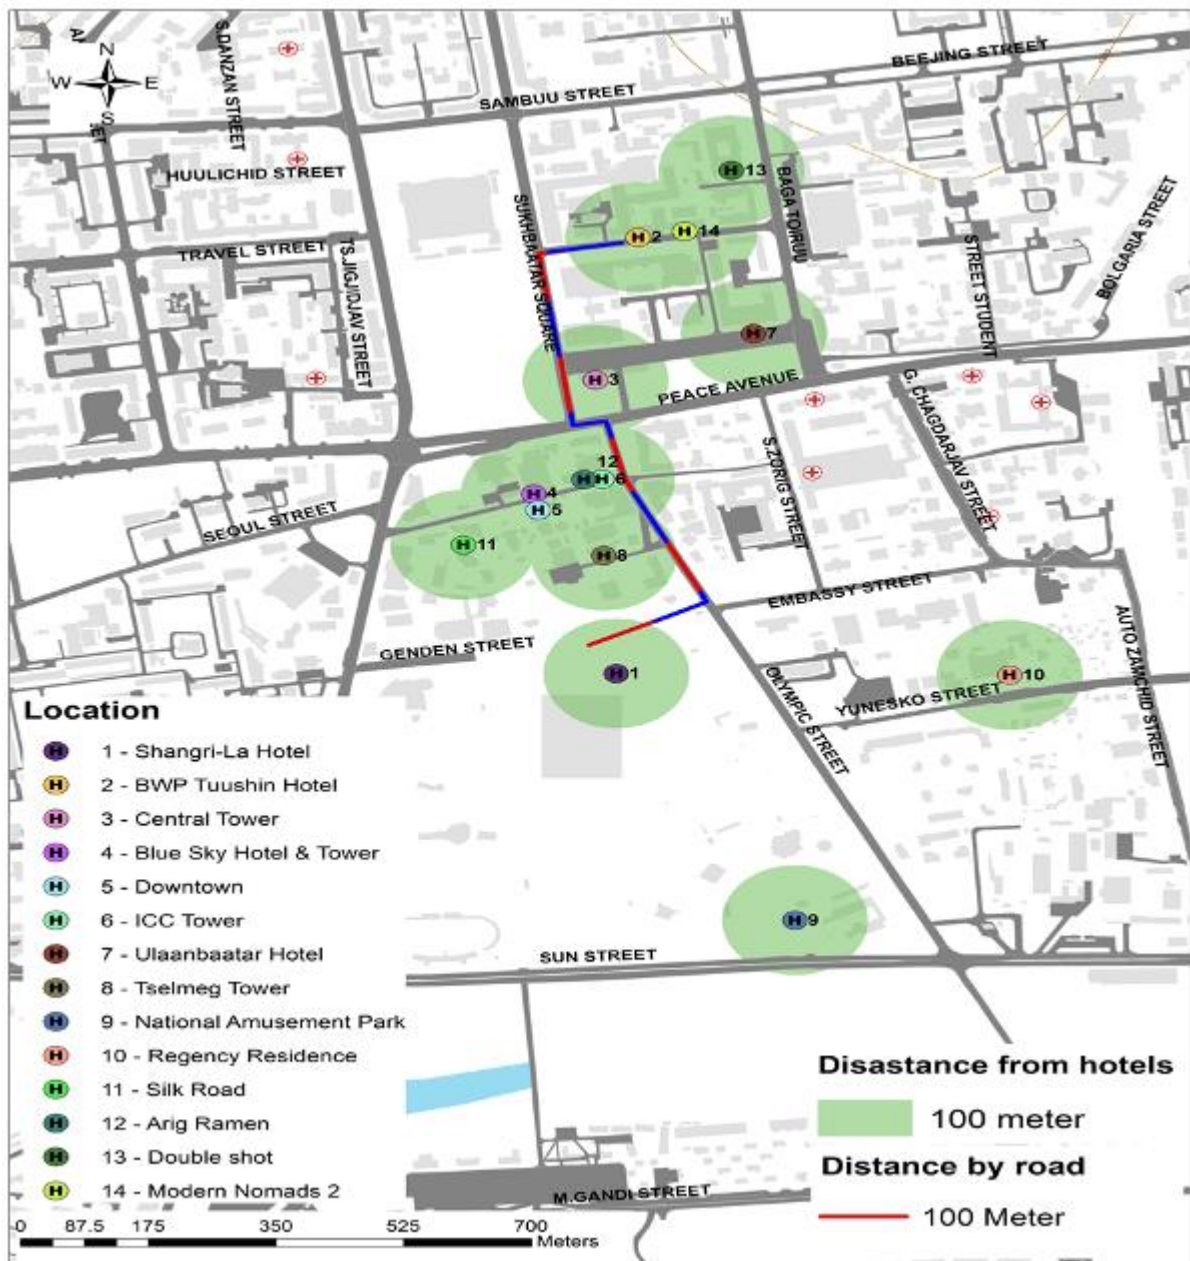 N
W E
S
S.DANZAN STREET
BEEJING STREET
SAMBUU STREET
HUULICHID STREET
13
BAGA TOIRUU
SUKHBAATAR SQUARE
2
14
TRAVEL STREET
TS.JIGJIDJAV STREET
STREET STUDENT
BOLGARIA STREET
7
3
PEACE AVENUE
G. CHAGDARJAV STREET
S.ZORIG STREET
12
6
4
5
SEOUL STREET
11
8
EMBASSY STREET
AUTO ZAMCHID STREET
GENDEN STREET
1
OLYMPIC STREET
10
YUNESKO STREET
9
SUN STREET
M.GANDI STREET
Location
H 1 - Shangri-La Hotel
H 2 - BWP Tuushin Hotel
H 3 - Central Tower
H 4 - Blue Sky Hotel & Tower
H 5 - Downtown
H 6 - ICC Tower
H 7 - Ulaanbaatar Hotel
H 8 - Tselmeg Tower
H 9 - National Amusement Park
H 10 - Regency Residence
H 11 - Silk Road
H 12 - Arig Ramen
H 13 - Double shot
H 14 - Modern Nomads 2
0 87.5 175 350 525 700
Meters
Disastance from hotels
100 meter
Distance by road
100 Meter